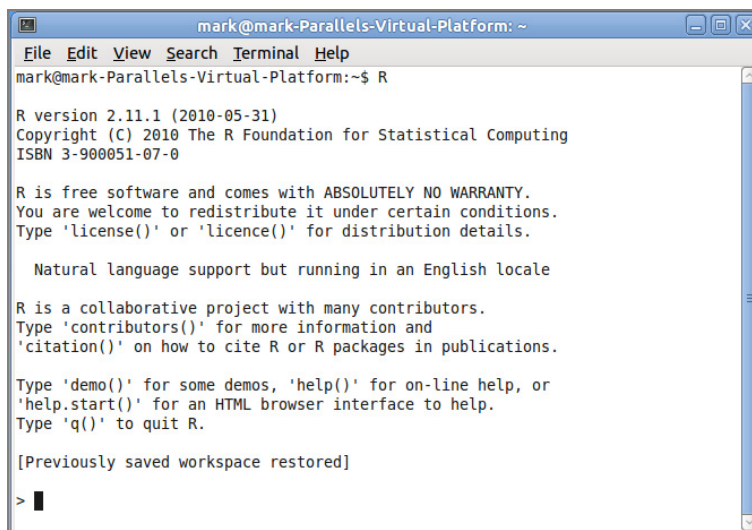 mark@mark-Parallels-Virtual-Platform: ~
File Edit View Search Terminal Help
mark@mark-Parallels-Virtual-Platform:~$ R
R version 2.11.1 (2010-05-31)
Copyright (C) 2010 The R Foundation for Statistical Computing
ISBN 3-900051-07-0
R is free software and comes with ABSOLUTELY NO WARRANTY.
You are welcome to redistribute it under certain conditions.
Type 'license()' or 'licence()' for distribution details.
Natural language support but running in an English locale
R is a collaborative project with many contributors.
Type 'contributors()' for more information and
'citation()' on how to cite R or R packages in publications.
Type 'demo()' for some demos, 'help()' for on-line help, or
'help.start()' for an HTML browser interface to help.
Type 'q()' to quit R.
[Previously saved workspace restored]
>